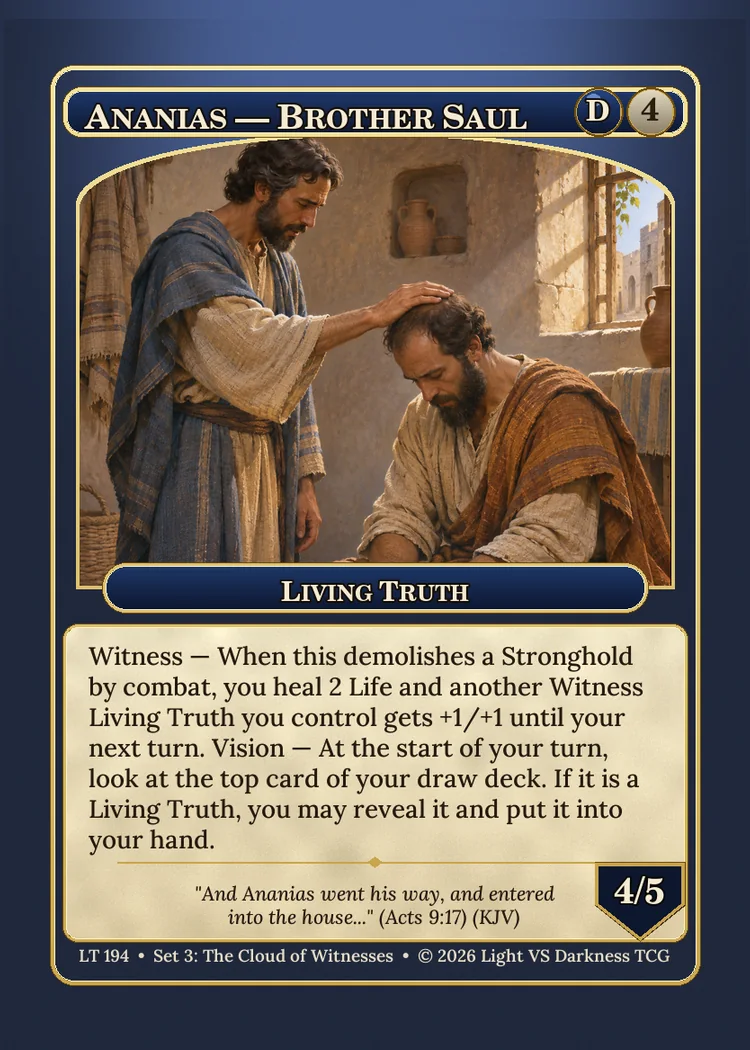 Ananias — Brother Saul
D 4
Living Truth
Witness — When this demolishes a Stronghold
by combat, you heal 2 Life and another Witness
Living Truth you control gets +1/+1 until your
next turn. Vision — At the start of your turn,
look at the top card of your draw deck. If it is a
Living Truth, you may reveal it and put it into
your hand.
"And Ananias went his way, and entered
into the house..." (Acts 9:17) (KJV)
4/5
LT 194 • Set 3: The Cloud of Witnesses • © 2026 Light VS Darkness TCG